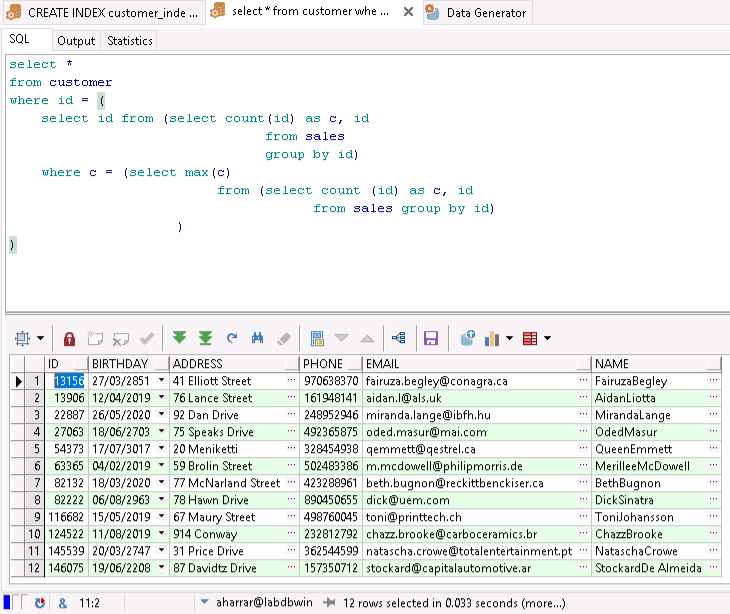 CREATE INDEX customer_inde ...
select * from customer whe ...
Data Generator
SQL
Output
Statistics
select *
from customer
where id = (
select id from (select count(id) as c, id
from sales
group by id)
where c = (select max(c)
from (select count (id) as c, id
from sales group by id)
)
)
ID BIRTHDAY ADDRESS PHONE EMAIL NAME
1 13156 27/03/2851 41 Elliott Street ... 970638370 fairuza.begley@conagra.ca ... FairuzaBegley ...
2 13906 12/04/2019 76 Lance Street ... 161948141 aidan.l@als.uk ... AidanLiotta ...
3 22887 26/05/2020 92 Dan Drive ... 248952946 miranda.lange@ibfh.hu ... MirandaLange ...
4 27063 18/06/2703 75 Speaks Drive ... 492365875 oded.masur@mai.com ... OdedMasur ...
5 54373 17/07/3017 20 Meniketti ... 328454938 qemmett@qestrel.ca ... QueenEmmett ...
6 63365 04/02/2019 59 Brolin Street ... 502483386 m.mcdowell@philipmorris.de ... MerilleeMcDowell ...
7 82132 18/03/2020 77 McNarland Street ... 423288961 beth.bugnon@reckittbenckiser.ca ... BethBugnon ...
8 82222 06/08/2963 78 Hawn Drive ... 890450655 dick@uem.com ... DickSinatra ...
9 116682 15/05/2019 67 Maury Street ... 498760045 toni@printtech.ch ... ToniJohansson ...
10 124522 11/08/2019 914 Conway ... 232812792 chazz.brooke@carboceramics.br ... ChazzBrooke ...
11 145539 20/03/2747 31 Price Drive ... 362544599 natascha.crowe@totalentertainment.pt ... NataschaCrowe ...
12 146075 19/06/2208 87 Davidtz Drive ... 157350712 stockard@capitalautomotive.ar ... StockardDe Almeida ...
& 11:2 aharrar@labdbwin 12 rows selected in 0.033 seconds (more...)